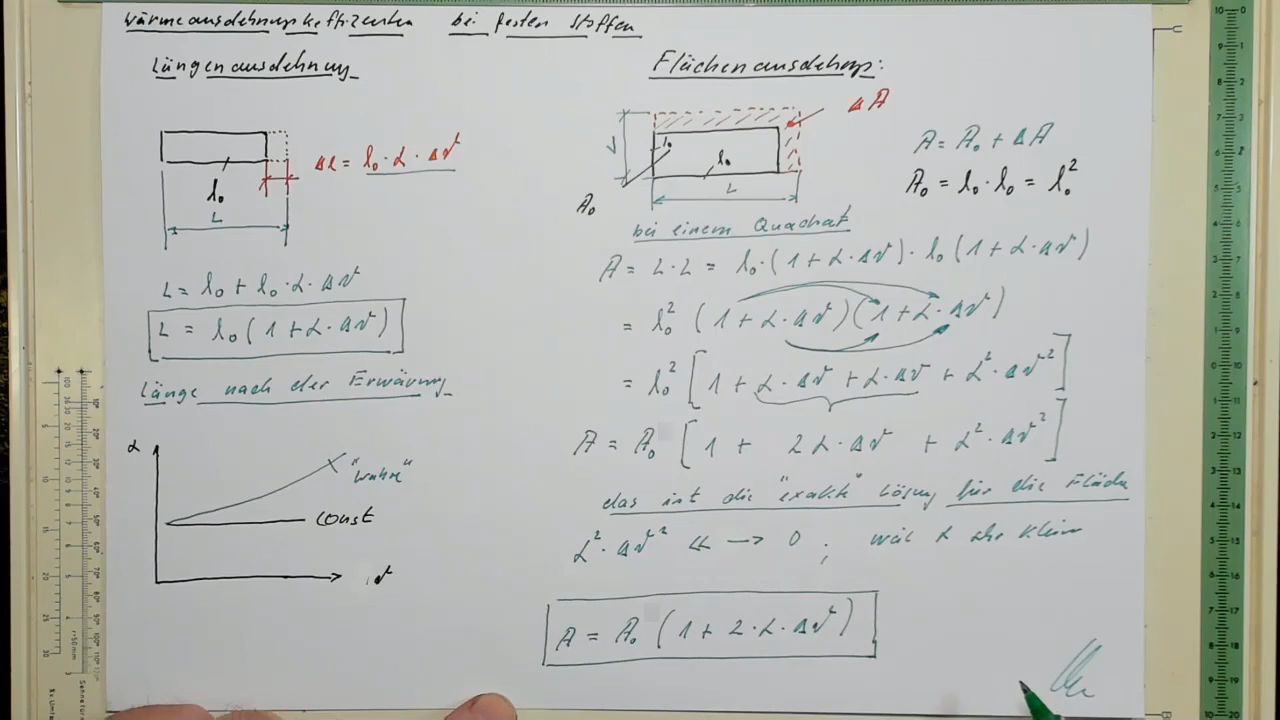 Wärmeausdehnungskoeffizienten bei festen Stoffen
Längenausdehnung
l₀
L
Δl = l₀ · α · Δϑ
L = l₀ + l₀ · α · Δϑ
L = l₀ (1 + α · Δϑ)
Länge nach der Erwärmung
α
"wahre"
const
ϑ
Flächenausdehnung:
ΔA
L
l₀
l₀
L
A₀
A = A₀ + ΔA
A₀ = l₀ · l₀ = l₀²
bei einem Quadrat
A = L · L = l₀ · (1 + α · Δϑ) · l₀ (1 + α · Δϑ)
= l₀² (1 + α · Δϑ)(1 + α · Δϑ)
= l₀² [1 + α · Δϑ + α · Δϑ + α² · Δϑ²]
A = A₀ [1 + 2α · Δϑ + α² · Δϑ²]
das ist die "exakte" Lösung für die Fläche
α² · Δϑ² ≪ → 0 ; weil α sehr klein
A = A₀ (1 + 2 · α · Δϑ)